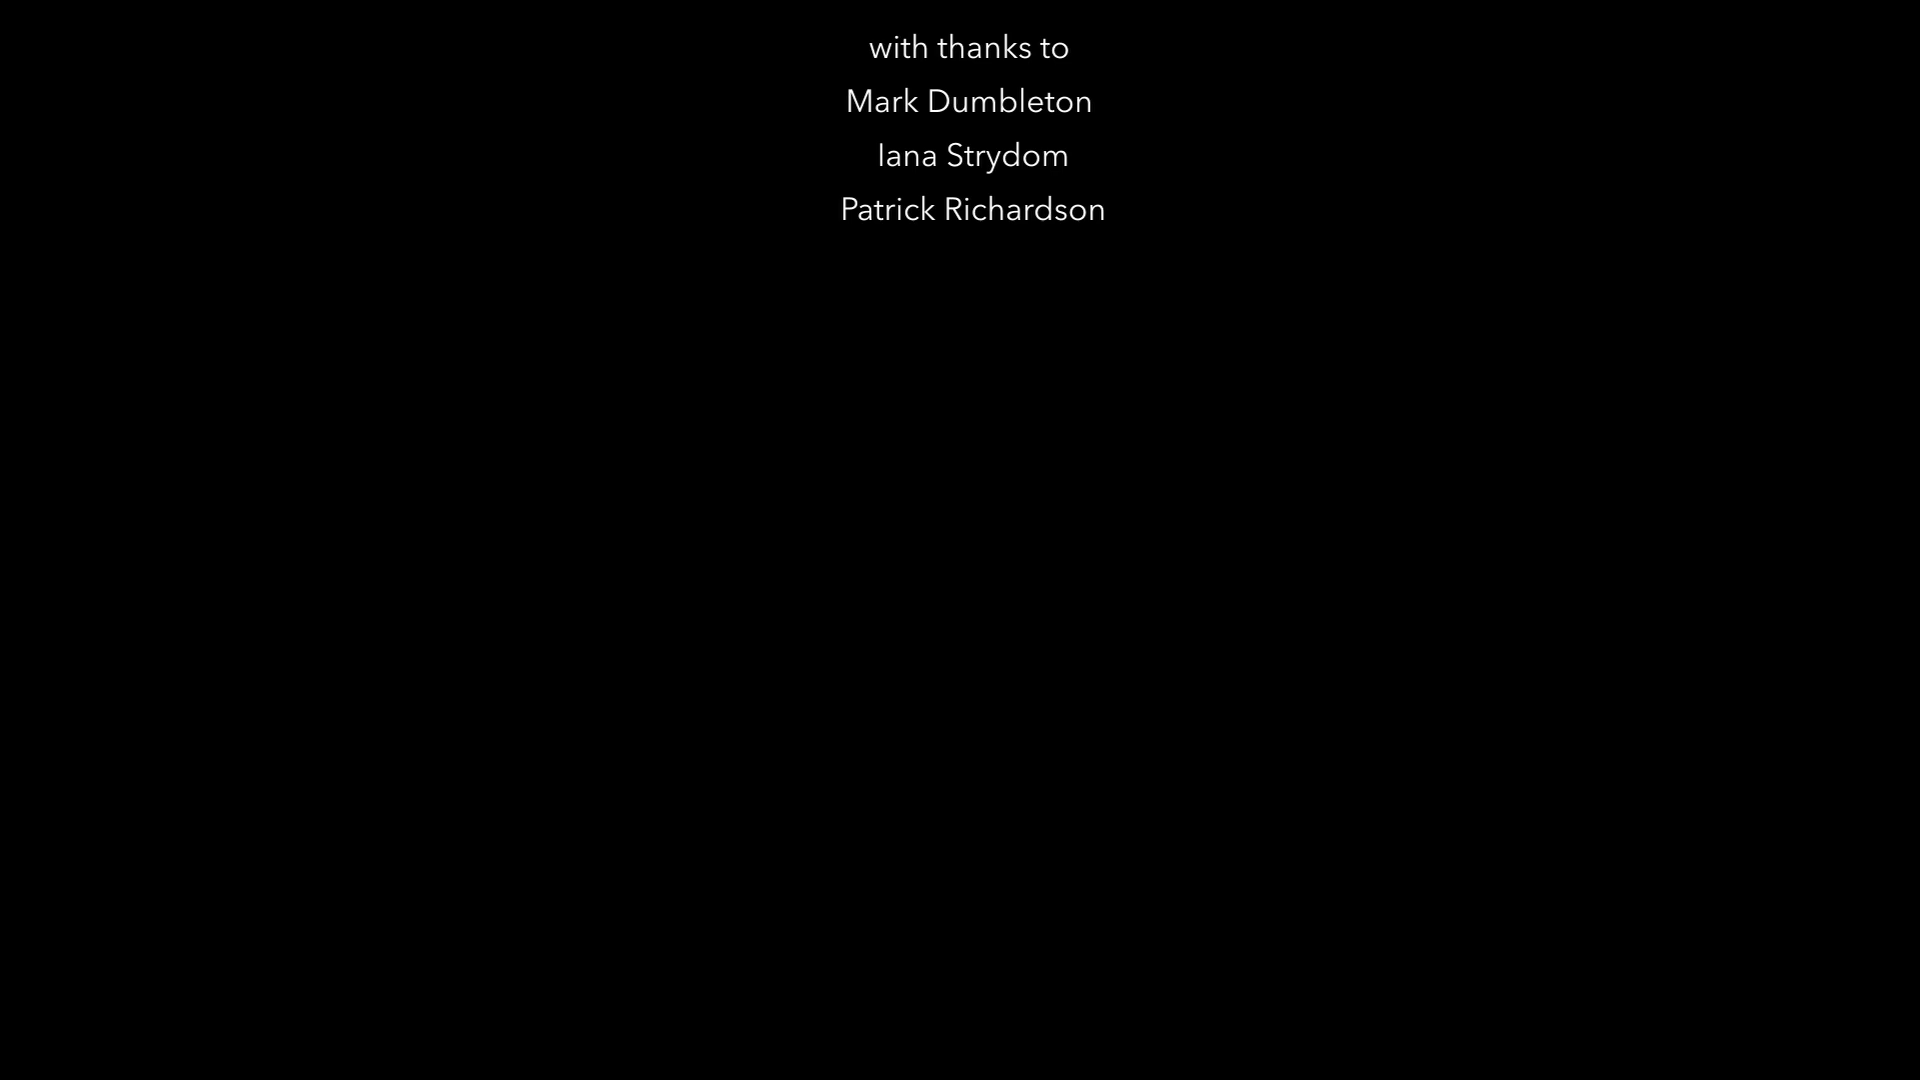 with thanks to
Mark Dumbleton
Iana Strydom
Patrick Richardson